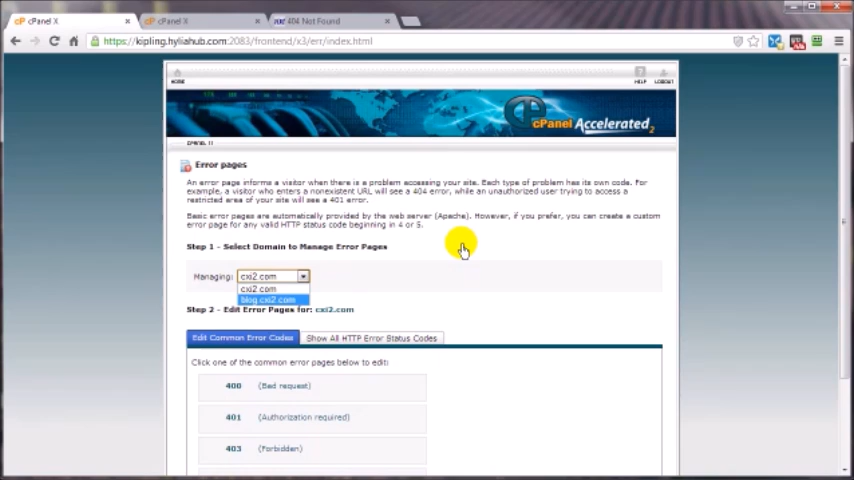 cP cPanel X
cP cPanel X
404 Not Found
https://kipling.hyliahub.com:2083/frontend/x3/err/index.html
HOME
HELP
LOGOUT
cP
cPanel Accelerated2
CPANEL 11
Error pages
An error page informs a visitor when there is a problem accessing your site. Each type of problem has its own code. For
example, a visitor who enters a nonexistent URL will see a 404 error, while an unauthorized user trying to access a
restricted area of your site will see a 401 error.
Basic error pages are automatically provided by the web server (Apache). However, if you prefer, you can create a custom
error page for any valid HTTP status code beginning in 4 or 5.
Step 1 - Select Domain to Manage Error Pages
Managing: cxi2.com
cxi2.com
blog.cxi2.com
Step 2 - Edit Error Pages for: cxi2.com
Edit Common Error Codes
Show All HTTP Error Status Codes
Click one of the common error pages below to edit:
400 (Bad request)
401 (Authorization required)
403 (Forbidden)